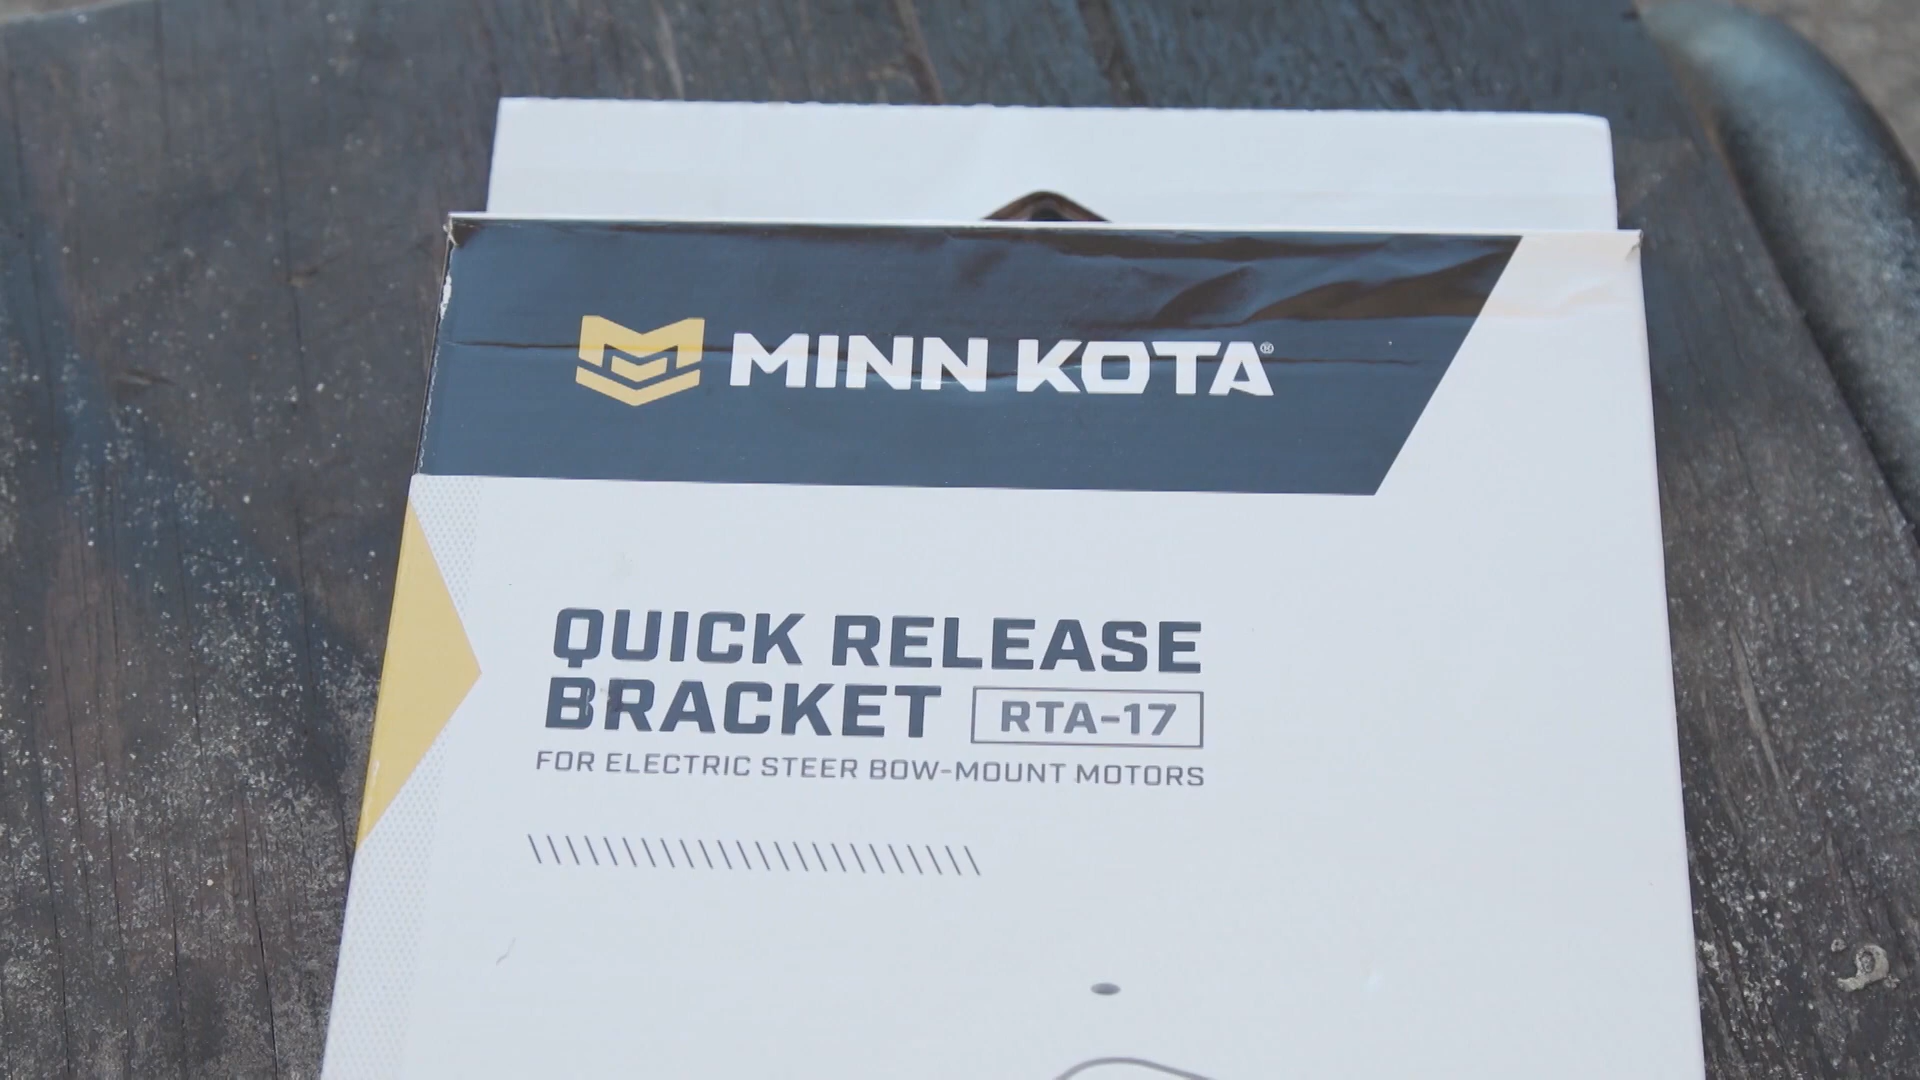 MINN KOTA®
QUICK RELEASE
BRACKET RTA-17
FOR ELECTRIC STEER BOW-MOUNT MOTORS